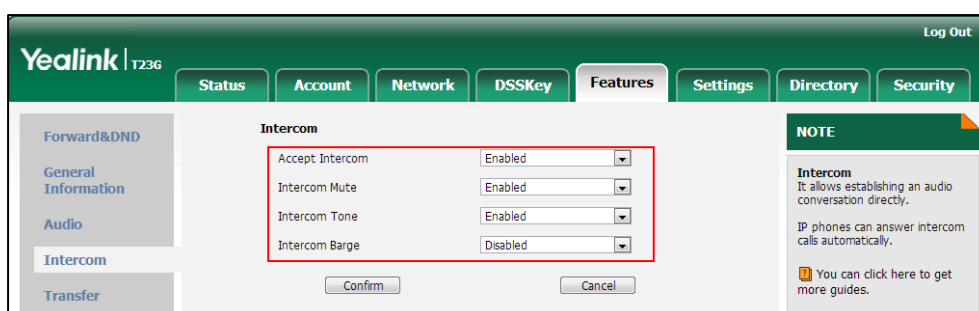 Log Out
Yealink T23G
Status Account Network DSSKey Features Settings Directory Security
Forward&DND
General
Information
Audio
Intercom
Transfer
Intercom
Accept Intercom Enabled
Intercom Mute Enabled
Intercom Tone Enabled
Intercom Barge Disabled
Confirm Cancel
NOTE
Intercom
It allows establishing an audio
conversation directly.
IP phones can answer intercom
calls automatically.
? You can click here to get
more guides.